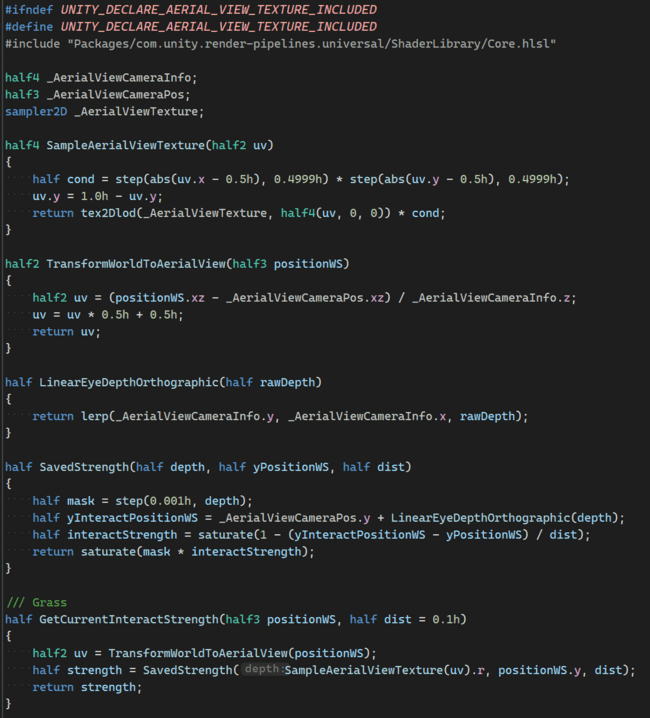 #ifndef UNITY_DECLARE_AERIAL_VIEW_TEXTURE_INCLUDED
#define UNITY_DECLARE_AERIAL_VIEW_TEXTURE_INCLUDED
#include "Packages/com.unity.render-pipelines.universal/ShaderLibrary/Core.hlsl"
half4 _AerialViewCameraInfo;
half3 _AerialViewCameraPos;
sampler2D _AerialViewTexture;
half4 SampleAerialViewTexture(half2 uv)
{
half cond = step(abs(uv.x - 0.5h), 0.4999h) * step(abs(uv.y - 0.5h), 0.4999h);
uv.y = 1.0h - uv.y;
return tex2Dlod(_AerialViewTexture, half4(uv, 0, 0)) * cond;
}
half2 TransformWorldToAerialView(half3 positionWS)
{
half2 uv = (positionWS.xz - _AerialViewCameraPos.xz) / _AerialViewCameraInfo.z;
uv = uv * 0.5h + 0.5h;
return uv;
}
half LinearEyeDepthOrthographic(half rawDepth)
{
return lerp(_AerialViewCameraInfo.y, _AerialViewCameraInfo.x, rawDepth);
}
half SavedStrength(half depth, half yPositionWS, half dist)
{
half mask = step(0.001h, depth);
half yInteractPositionWS = _AerialViewCameraPos.y + LinearEyeDepthOrthographic(depth);
half interactStrength = saturate(1 - (yInteractPositionWS - yPositionWS) / dist);
return saturate(mask * interactStrength);
}
/// Grass
half GetCurrentInteractStrength(half3 positionWS, half dist = 0.1h)
{
half2 uv = TransformWorldToAerialView(positionWS);
half strength = SavedStrength(depth:SampleAerialViewTexture(uv).r, positionWS.y, dist);
return strength;
}